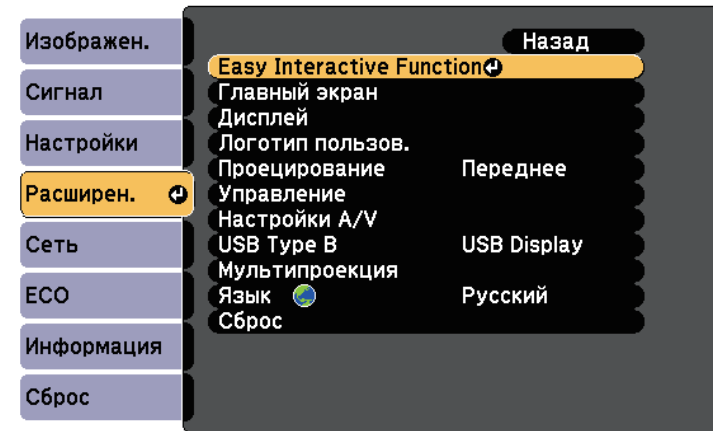 Изображен.
Сигнал
Настройки
Расширен.
Сеть
ECO
Информация
Сброс
Назад
Easy Interactive Function
Главный экран
Дисплей
Логотип пользов.
Проецирование Переднее
Управление
Настройки A/V
USB Type B USB Display
Мультипроекция
Язык Русский
Сброс